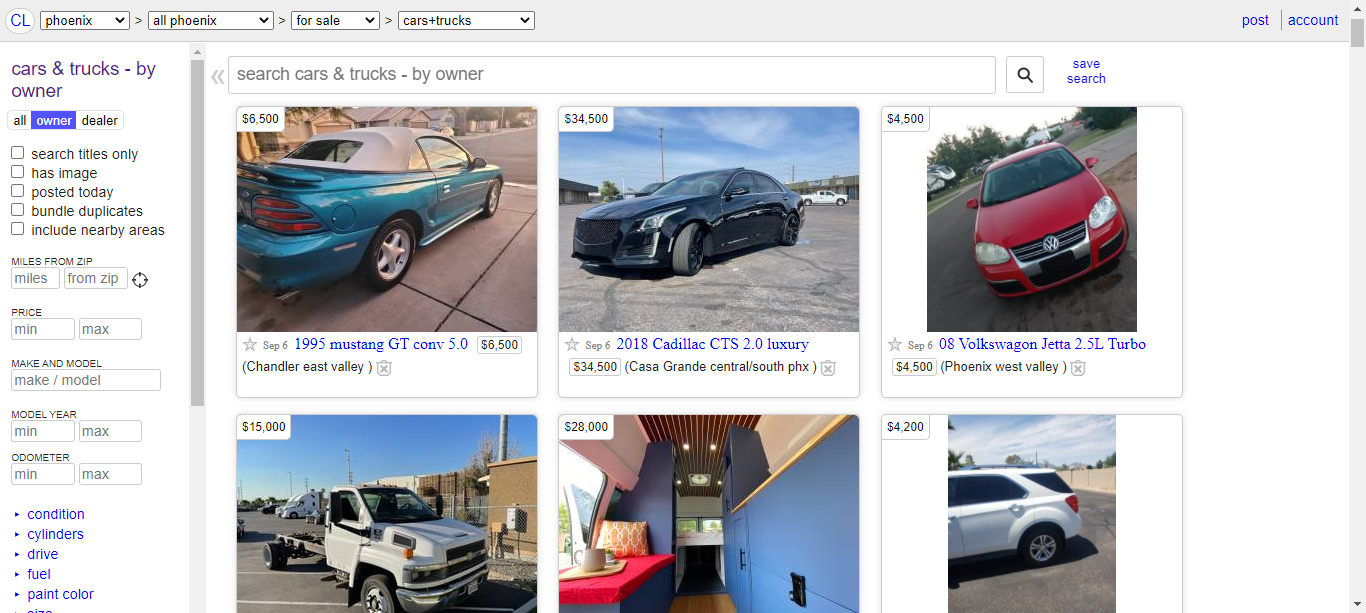 CL phoenix > all phoenix > for sale > cars+trucks post account
cars & trucks - by
owner
all owner dealer
search titles only
has image
posted today
bundle duplicates
include nearby areas
MILES FROM ZIP
miles from zip
PRICE
min max
MAKE AND MODEL
make / model
MODEL YEAR
min max
ODOMETER
min max
condition
cylinders
drive
fuel
paint color
size
« search cars & trucks - by owner
save
search
$6,500
Sep 6 1995 mustang GT conv 5.0 $6,500
(Chandler east valley )
$34,500
Sep 6 2018 Cadillac CTS 2.0 luxury
$34,500 (Casa Grande central/south phx )
$4,500
Sep 6 08 Volkswagon Jetta 2.5L Turbo
$4,500 (Phoenix west valley )
$15,000
$28,000
$4,200